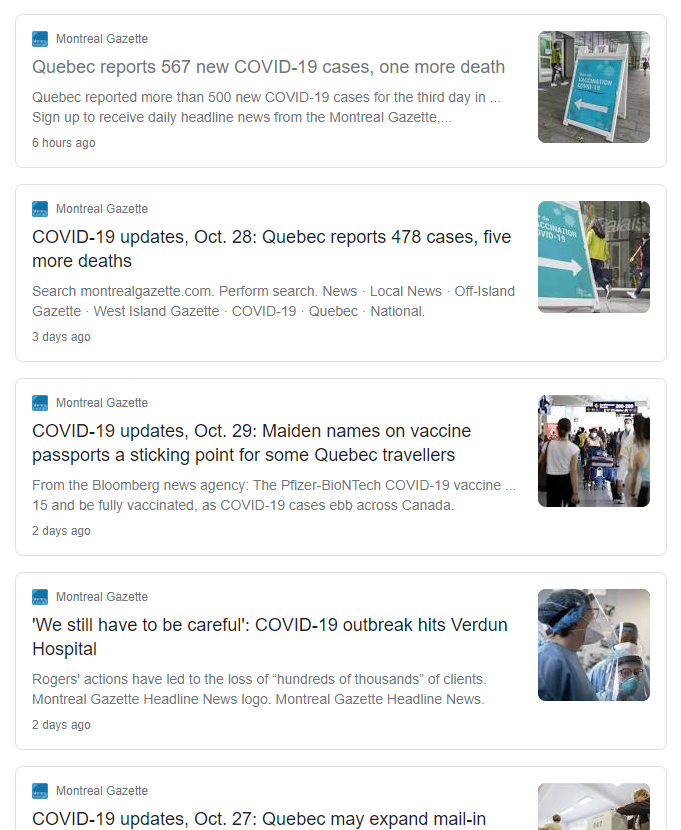 Montreal Gazette
Quebec reports 567 new COVID-19 cases, one more death
Quebec reported more than 500 new COVID-19 cases for the third day in ...
Sign up to receive daily headline news from the Montreal Gazette,...
6 hours ago
VACCINATION
COVID-19
Montreal Gazette
COVID-19 updates, Oct. 28: Quebec reports 478 cases, five
more deaths
Search montrealgazette.com. Perform search. News · Local News · Off-Island
Gazette · West Island Gazette · COVID-19 · Quebec · National.
3 days ago
ACCINATION
OVID-19
Montreal Gazette
COVID-19 updates, Oct. 29: Maiden names on vaccine
passports a sticking point for some Quebec travellers
From the Bloomberg news agency: The Pfizer-BioNTech COVID-19 vaccine ...
15 and be fully vaccinated, as COVID-19 cases ebb across Canada.
2 days ago
Montreal Gazette
'We still have to be careful': COVID-19 outbreak hits Verdun
Hospital
Rogers' actions have led to the loss of “hundreds of thousands” of clients.
Montreal Gazette Headline News logo. Montreal Gazette Headline News.
2 days ago
Montreal Gazette
COVID-19 updates, Oct. 27: Quebec may expand mail-in